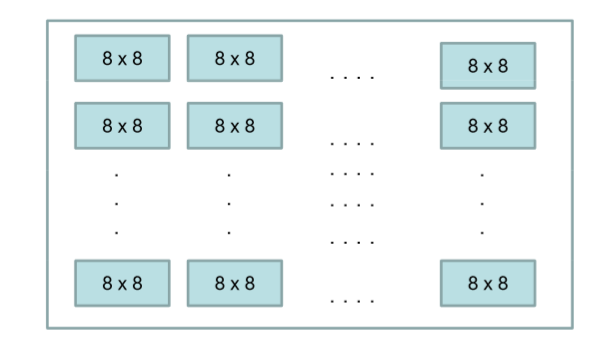 8 x 8 8 x 8 . . . . 8 x 8
8 x 8 8 x 8 . . . . 8 x 8
. . . . . . .
. . . . . . .
. . . . . . .
8 x 8 8 x 8 . . . . 8 x 8